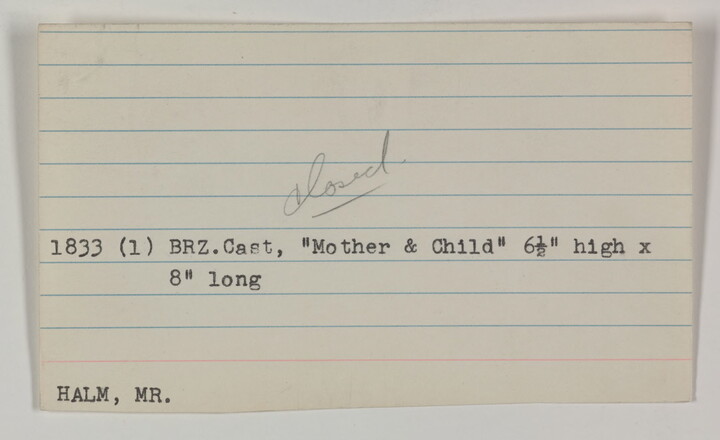 closed.
1833 (1) BRZ.Cast, "Mother & Child" 6½" high x
8" long
HALM, MR.